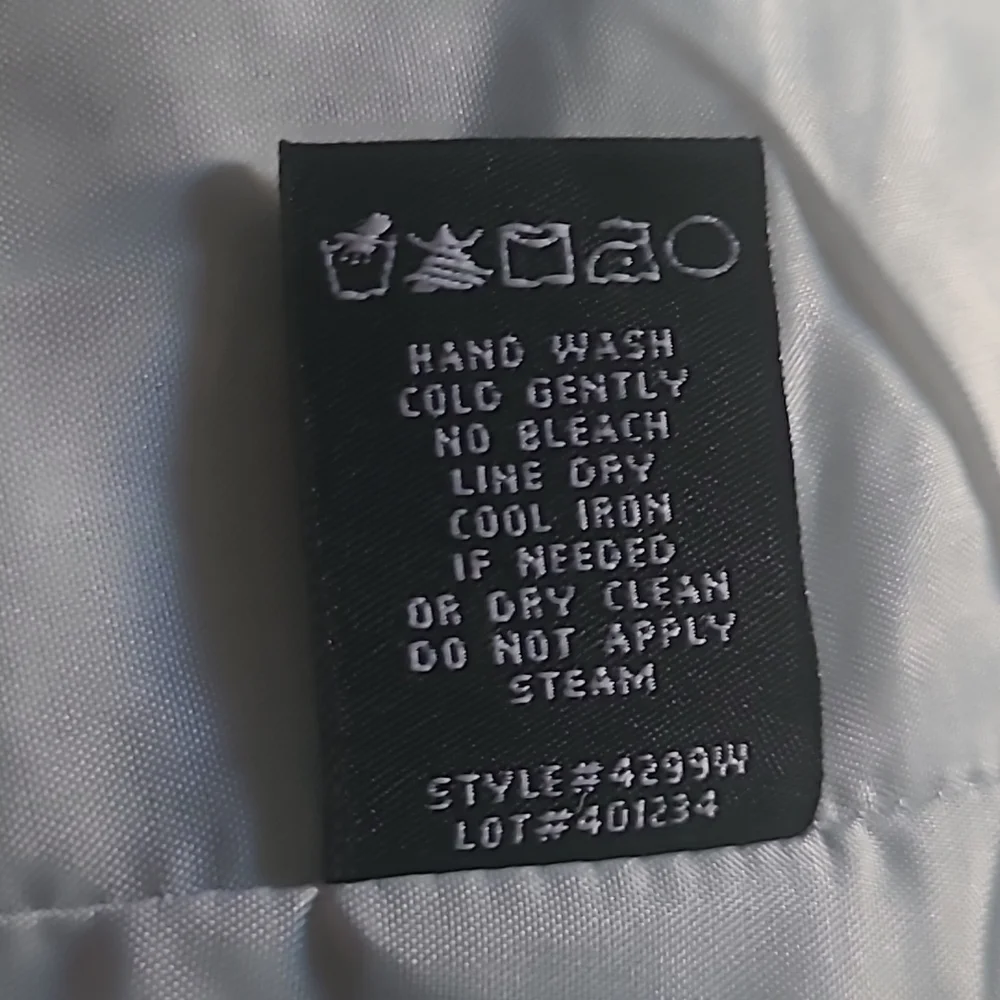 HAND WASH
COLD GENTLY
NO BLEACH
LINE DRY
COOL IRON
IF NEEDED
OR DRY CLEAN
DO NOT APPLY
STEAM
STYLE#4299W
LOT#401234